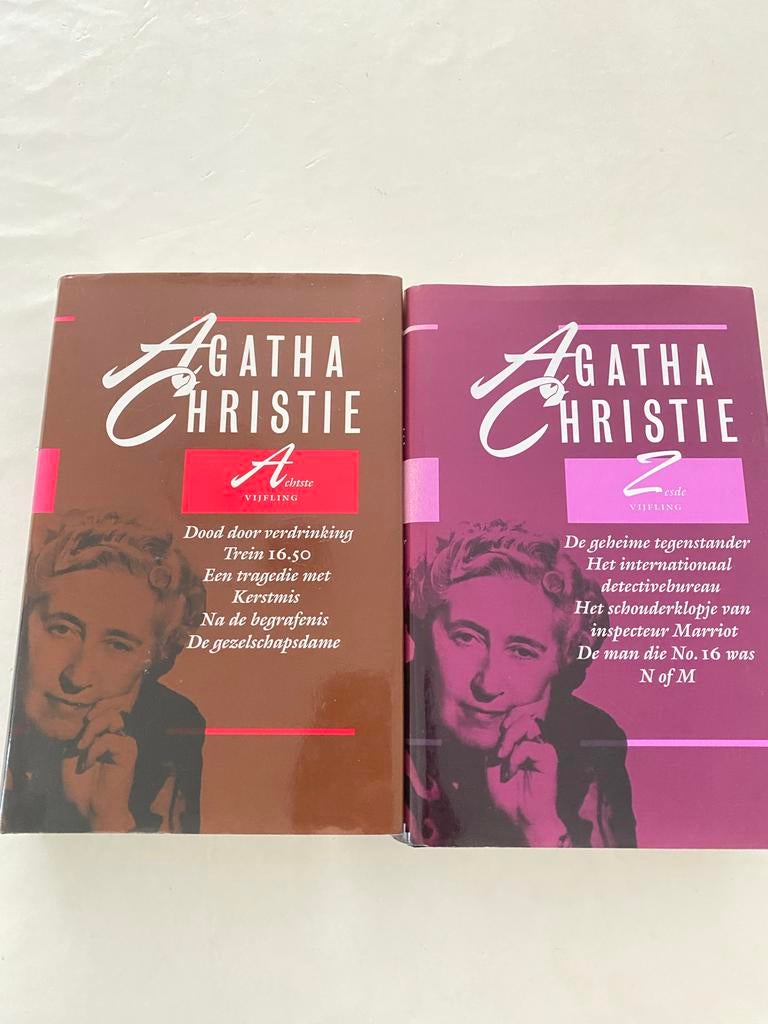 AGATHA
CHRISTIE
Achtste
VIJFLING
Dood door verdrinking
Trein 16.50
Een tragedie met
Kerstmis
Na de begrafenis
De gezelschapsdame
AGATHA
CHRISTIE
Zesde
VIJFLING
De geheime tegenstander
Het internationaal
detectivebureau
Het schouderklopje van
inspecteur Marriot
De man die No. 16 was
N of M